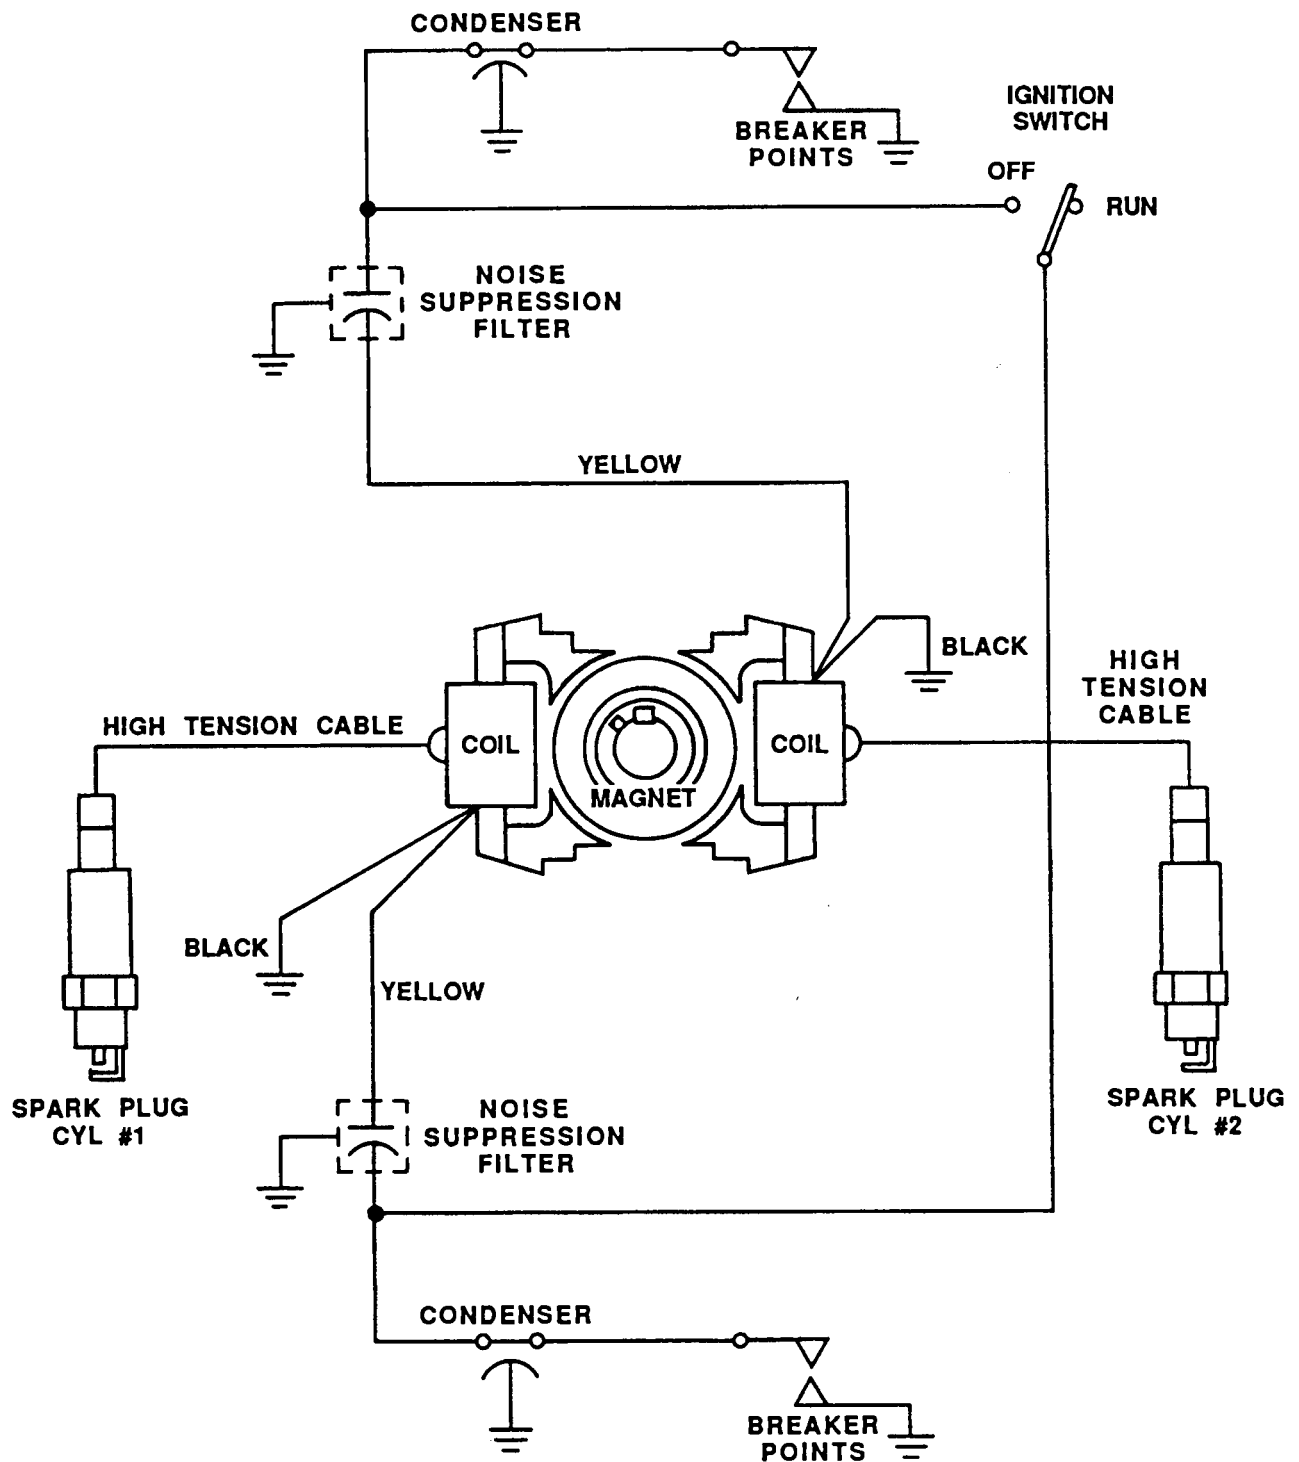 CONDENSER
BREAKER
POINTS
IGNITION
SWITCH
OFF
RUN
NOISE
SUPPRESSION
FILTER
YELLOW
BLACK
HIGH
TENSION
CABLE
HIGH TENSION CABLE
COIL
COIL
MAGNET
BLACK
YELLOW
SPARK PLUG
CYL #1
SPARK PLUG
CYL #2
NOISE
SUPPRESSION
FILTER
CONDENSER
BREAKER
POINTS